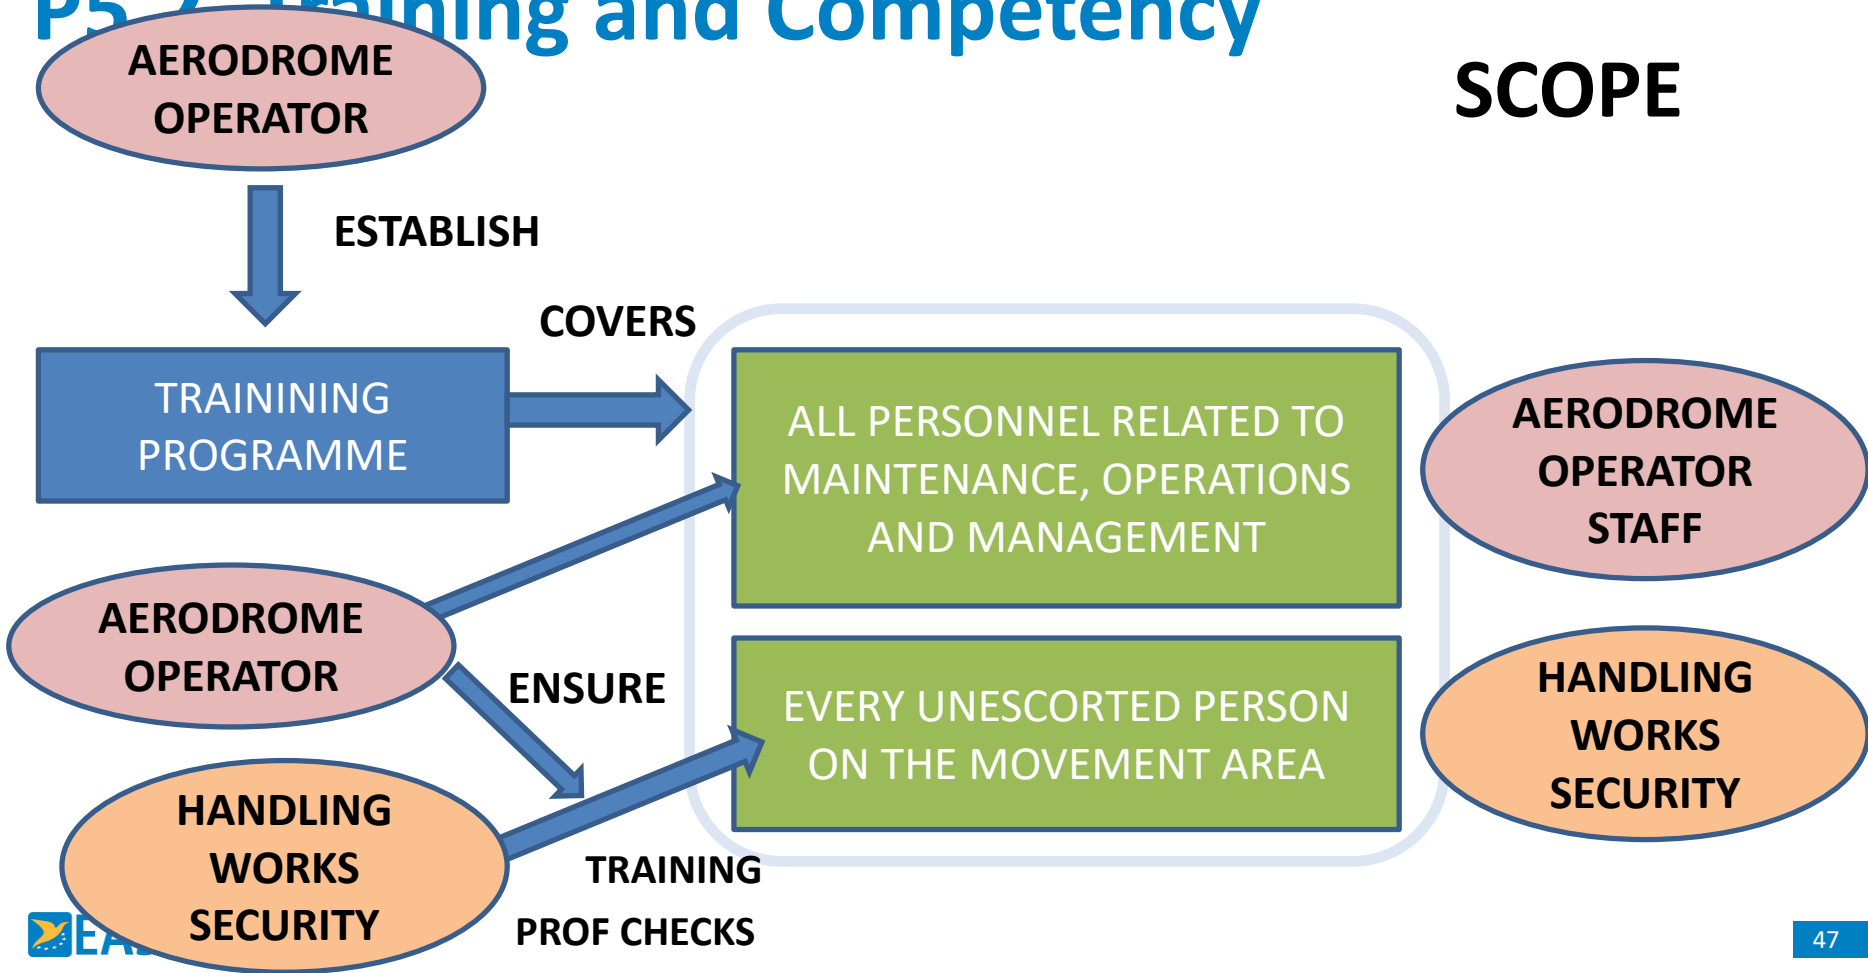 and Competency
SCOPE
AERODROME
OPERATOR
ESTABLISH
COVERS
TRAININING
PROGRAMME
ALL PERSONNEL RELATED TO
MAINTENANCE, OPERATIONS
AND MANAGEMENT
AERODROME
OPERATOR
STAFF
AERODROME
OPERATOR
ENSURE
EVERY UNESCORTED PERSON
ON THE MOVEMENT AREA
HANDLING
WORKS
SECURITY
HANDLING
WORKS
SECURITY
TRAINING
PROF CHECKS
47